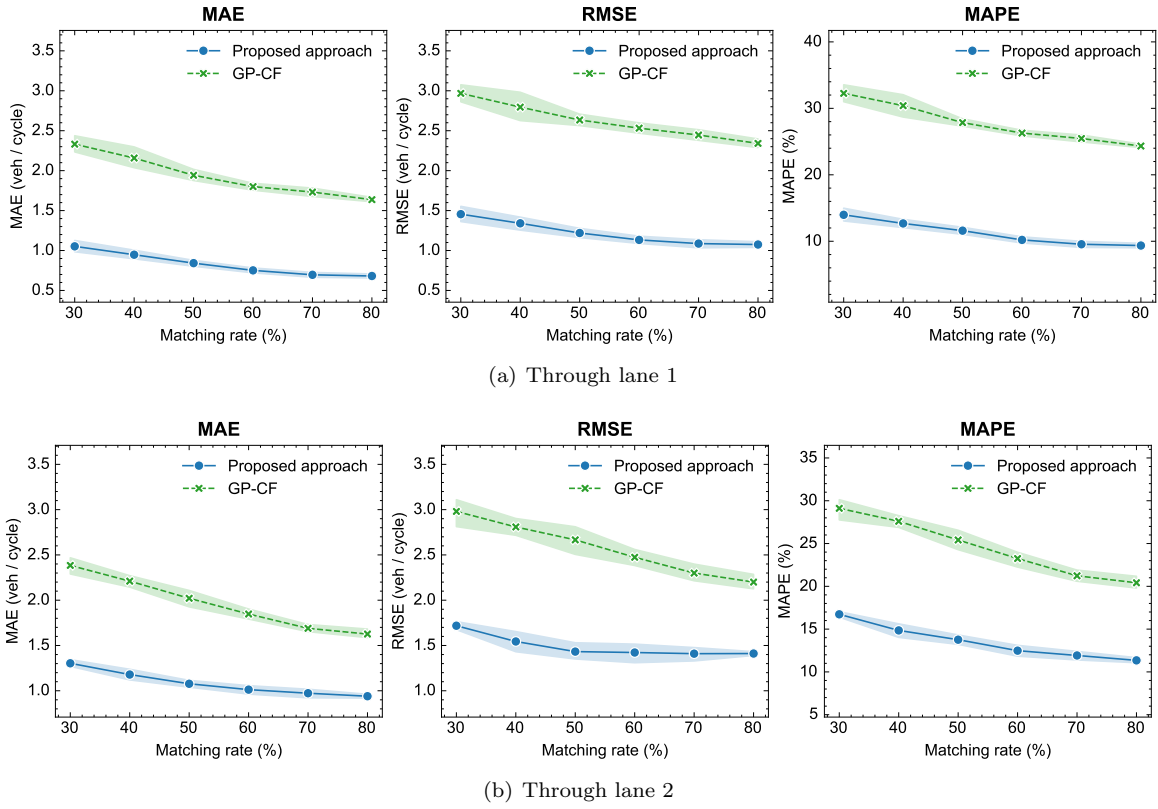 MAE
RMSE
MAPE
Proposed approach
GP-CF
Proposed approach
GP-CF
Proposed approach
GP-CF
3.5
3.0
2.5
2.0
1.5
1.0
0.5
MAE (veh / cycle)
30 40 50 60 70 80
Matching rate (%)
3.5
3.0
2.5
2.0
1.5
1.0
0.5
RMSE (veh / cycle)
30 40 50 60 70 80
Matching rate (%)
40
30
20
10
MAPE (%)
30 40 50 60 70 80
Matching rate (%)
(a) Through lane 1
MAE
RMSE
MAPE
Proposed approach
GP-CF
Proposed approach
GP-CF
Proposed approach
GP-CF
3.5
3.0
2.5
2.0
1.5
1.0
MAE (veh / cycle)
30 40 50 60 70 80
Matching rate (%)
3.5
3.0
2.5
2.0
1.5
1.0
RMSE (veh / cycle)
30 40 50 60 70 80
Matching rate (%)
35
30
25
20
15
10
5
MAPE (%)
30 40 50 60 70 80
Matching rate (%)
(b) Through lane 2